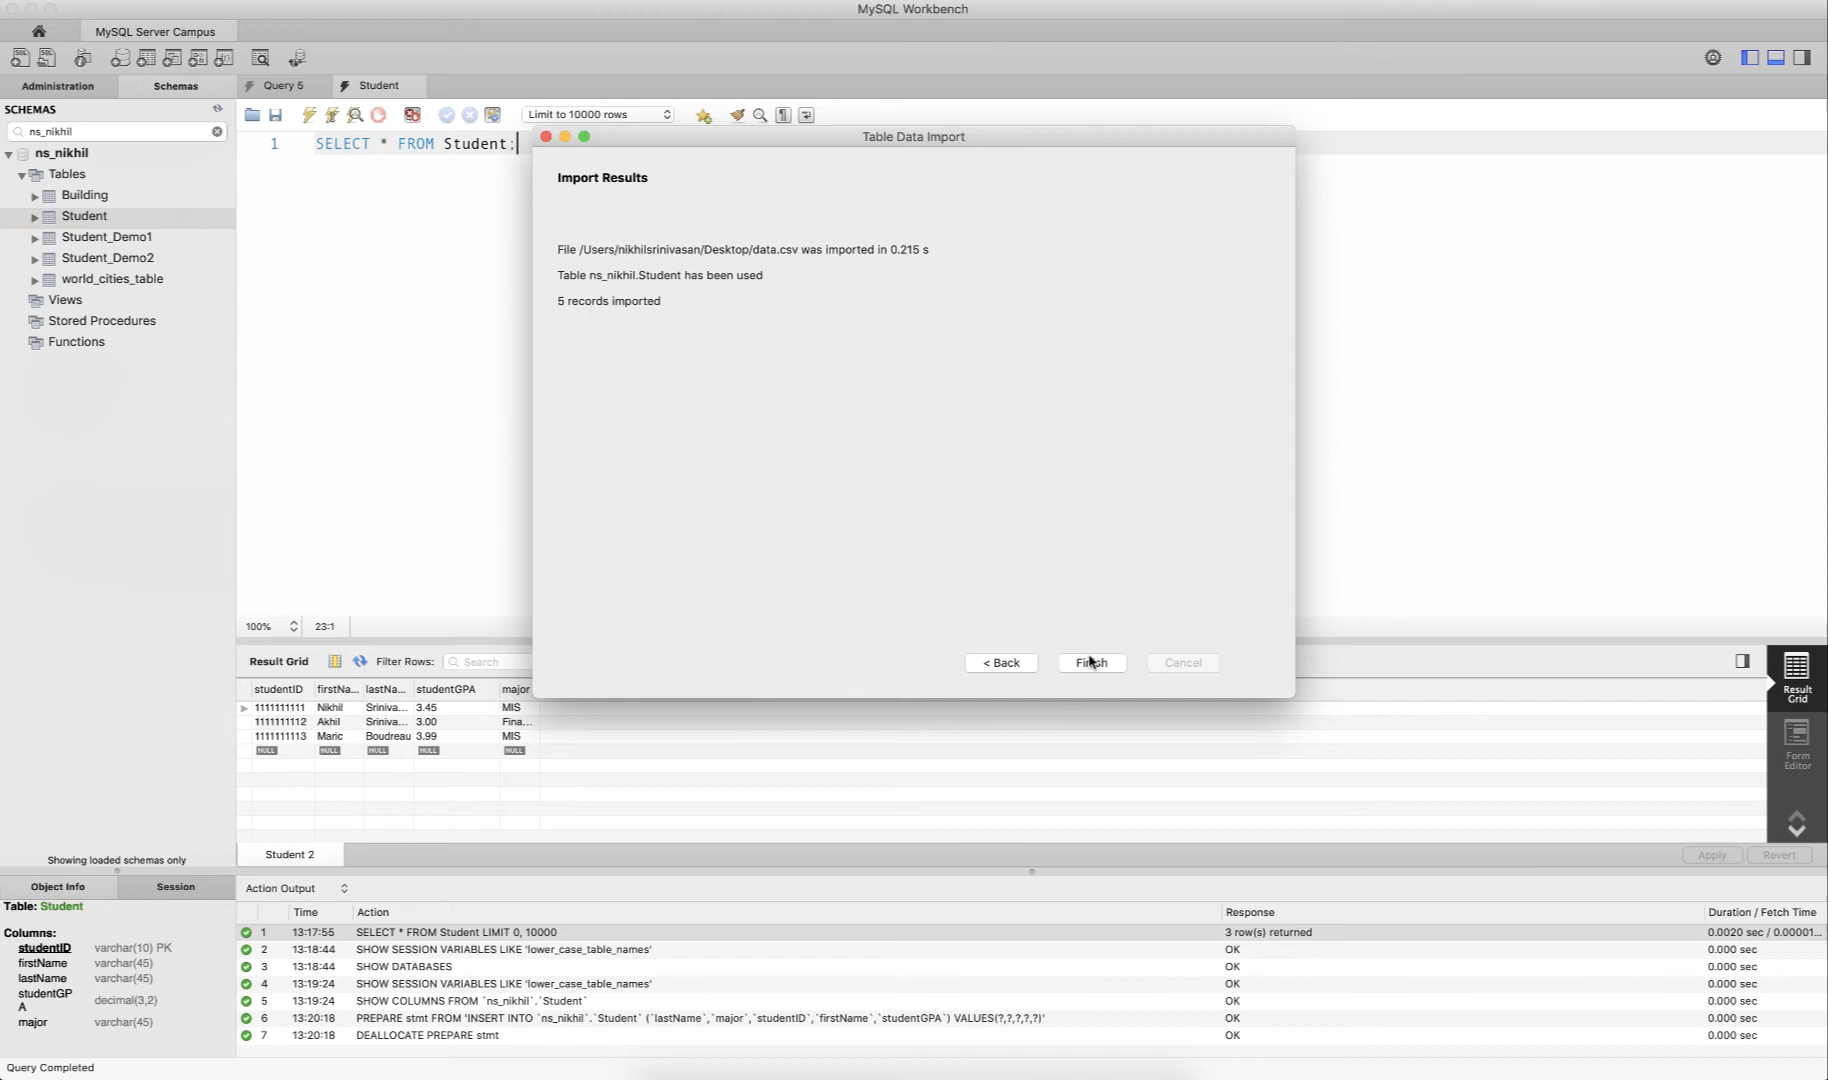 MySQL Workbench
MySQL Server Campus
Administration
Schemas
Query 5
Student
SCHEMAS
ns_nikhil
ns_nikhil
Tables
Building
Student
Student_Demo1
Student_Demo2
world_cities_table
Views
Stored Procedures
Functions
Showing loaded schemas only
Limit to 10000 rows
1 SELECT * FROM Student;
Table Data Import
Import Results
File /Users/nikhilsrinivasan/Desktop/data.csv was imported in 0.215 s
Table ns_nikhil.Student has been used
5 records imported
< Back
Cancel
100%
23:1
Result Grid
Filter Rows:
Search
studentID firstNa... lastNa... studentGPA major
1111111111 Nikhil Sriniva... 3.45 MIS
1111111112 Akhil Sriniva... 3.00 Fina...
1111111113 Maric Boudreau 3.99 MIS
NULL NULL NULL NULL NULL
Result
Grid
Form
Editor
Student 2
Apply
Revert
Object Info
Session
Table: Student
Columns:
studentID varchar(10) PK
firstName varchar(45)
lastName varchar(45)
studentGP
A decimal(3,2)
major varchar(45)
Action Output
Time Action Response Duration / Fetch Time
1 13:17:55 SELECT * FROM Student LIMIT 0, 10000 3 row(s) returned 0.0020 sec / 0.00001...
2 13:18:44 SHOW SESSION VARIABLES LIKE 'lower_case_table_names' OK 0.000 sec
3 13:18:44 SHOW DATABASES OK 0.000 sec
4 13:19:24 SHOW SESSION VARIABLES LIKE 'lower_case_table_names' OK 0.000 sec
5 13:19:24 SHOW COLUMNS FROM `ns_nikhil`.`Student` OK 0.000 sec
6 13:20:18 PREPARE stmt FROM 'INSERT INTO `ns_nikhil`.`Student` (`lastName`,`major`,`studentID`,`firstName`,`studentGPA`) VALUES(?,?,?,?,?)' OK 0.000 sec
7 13:20:18 DEALLOCATE PREPARE stmt OK 0.000 sec
Query Completed